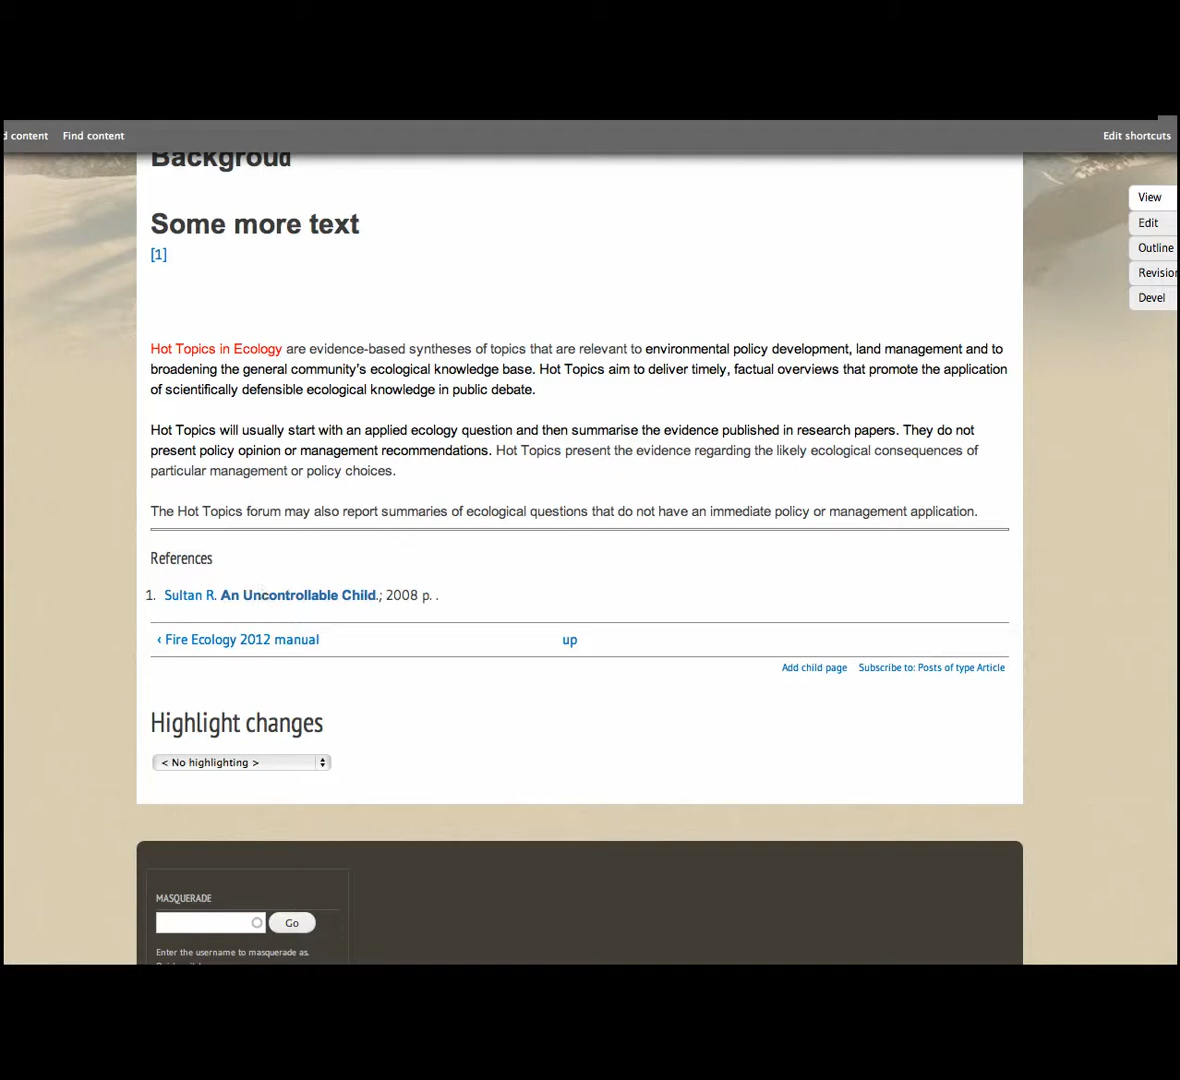 d content Find content Edit shortcuts
Backgroud
View
Some more text
Edit
[1]
Outline
Revisio
Devel
Hot Topics in Ecology are evidence-based syntheses of topics that are relevant to environmental policy development, land management and to
broadening the general community's ecological knowledge base. Hot Topics aim to deliver timely, factual overviews that promote the application
of scientifically defensible ecological knowledge in public debate.
Hot Topics will usually start with an applied ecology question and then summarise the evidence published in research papers. They do not
present policy opinion or management recommendations. Hot Topics present the evidence regarding the likely ecological consequences of
particular management or policy choices.
The Hot Topics forum may also report summaries of ecological questions that do not have an immediate policy or management application.
References
1. Sultan R. An Uncontrollable Child.; 2008 p. .
‹ Fire Ecology 2012 manual up
Add child page Subscribe to: Posts of type Article
Highlight changes
< No highlighting >
MASQUERADE
Go
Enter the username to masquerade as.